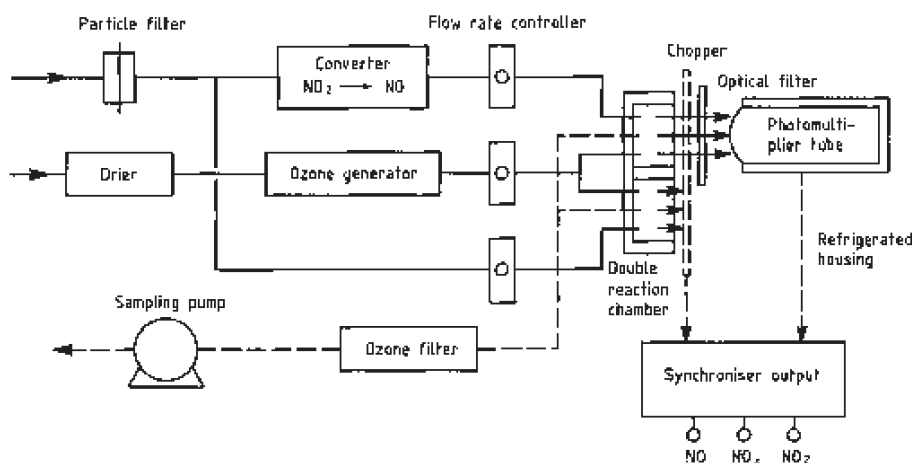 Particle filter
Flow rate controller
Chopper
Optical filter
Converter
NO₂ → NO
Photomulti-
plier tube
Drier
Ozone generator
Refrigerated
housing
Double
reaction
chamber
Sampling pump
Ozone filter
Synchroniser output
NO
NOₓ
NO₂